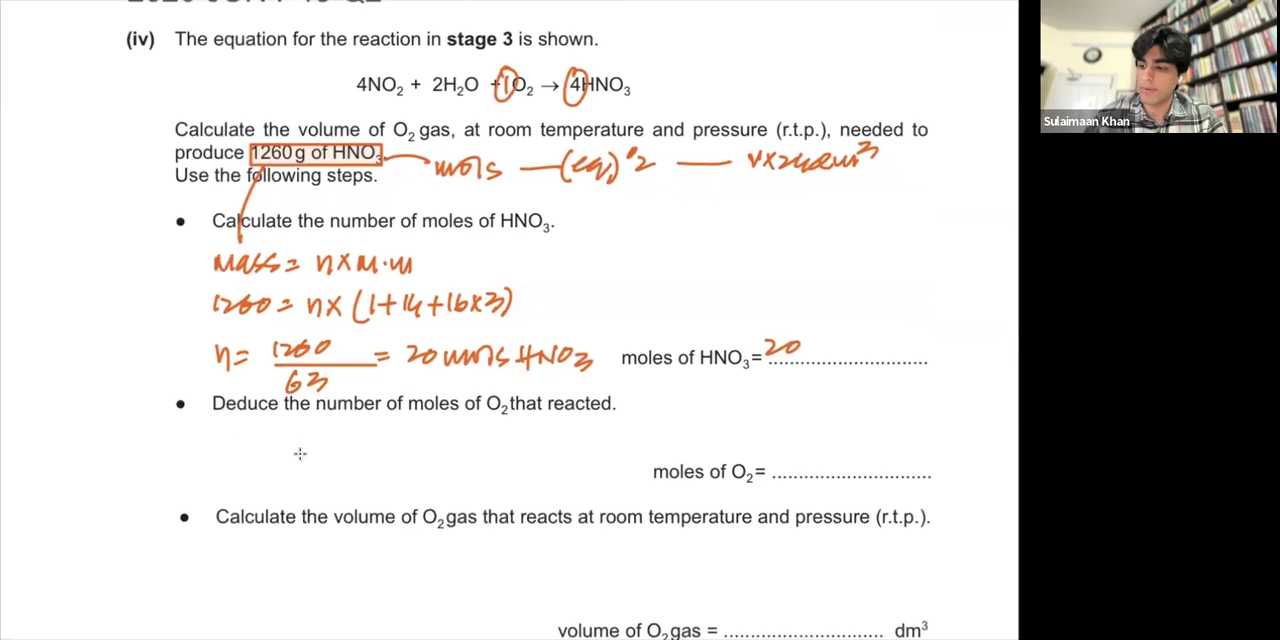 (iv) The equation for the reaction in stage 3 is shown.
4NO2 + 2H2O + 1O2 → 4HNO3
Calculate the volume of O2 gas, at room temperature and pressure (r.t.p.), needed to
produce 1260 g of HNO3.
mols — (eq) — 24dm3
Use the following steps.
• Calculate the number of moles of HNO3.
Mass = n x M.M
1260 = n x (1+14+16x3)
n = 1260 / 63 = 20 mols HNO3
moles of HNO3 = 20 ..............................
• Deduce the number of moles of O2 that reacted.
moles of O2 = ..............................
• Calculate the volume of O2 gas that reacts at room temperature and pressure (r.t.p.).
volume of O2 gas = .............................. dm3
Sulaimaan Khan